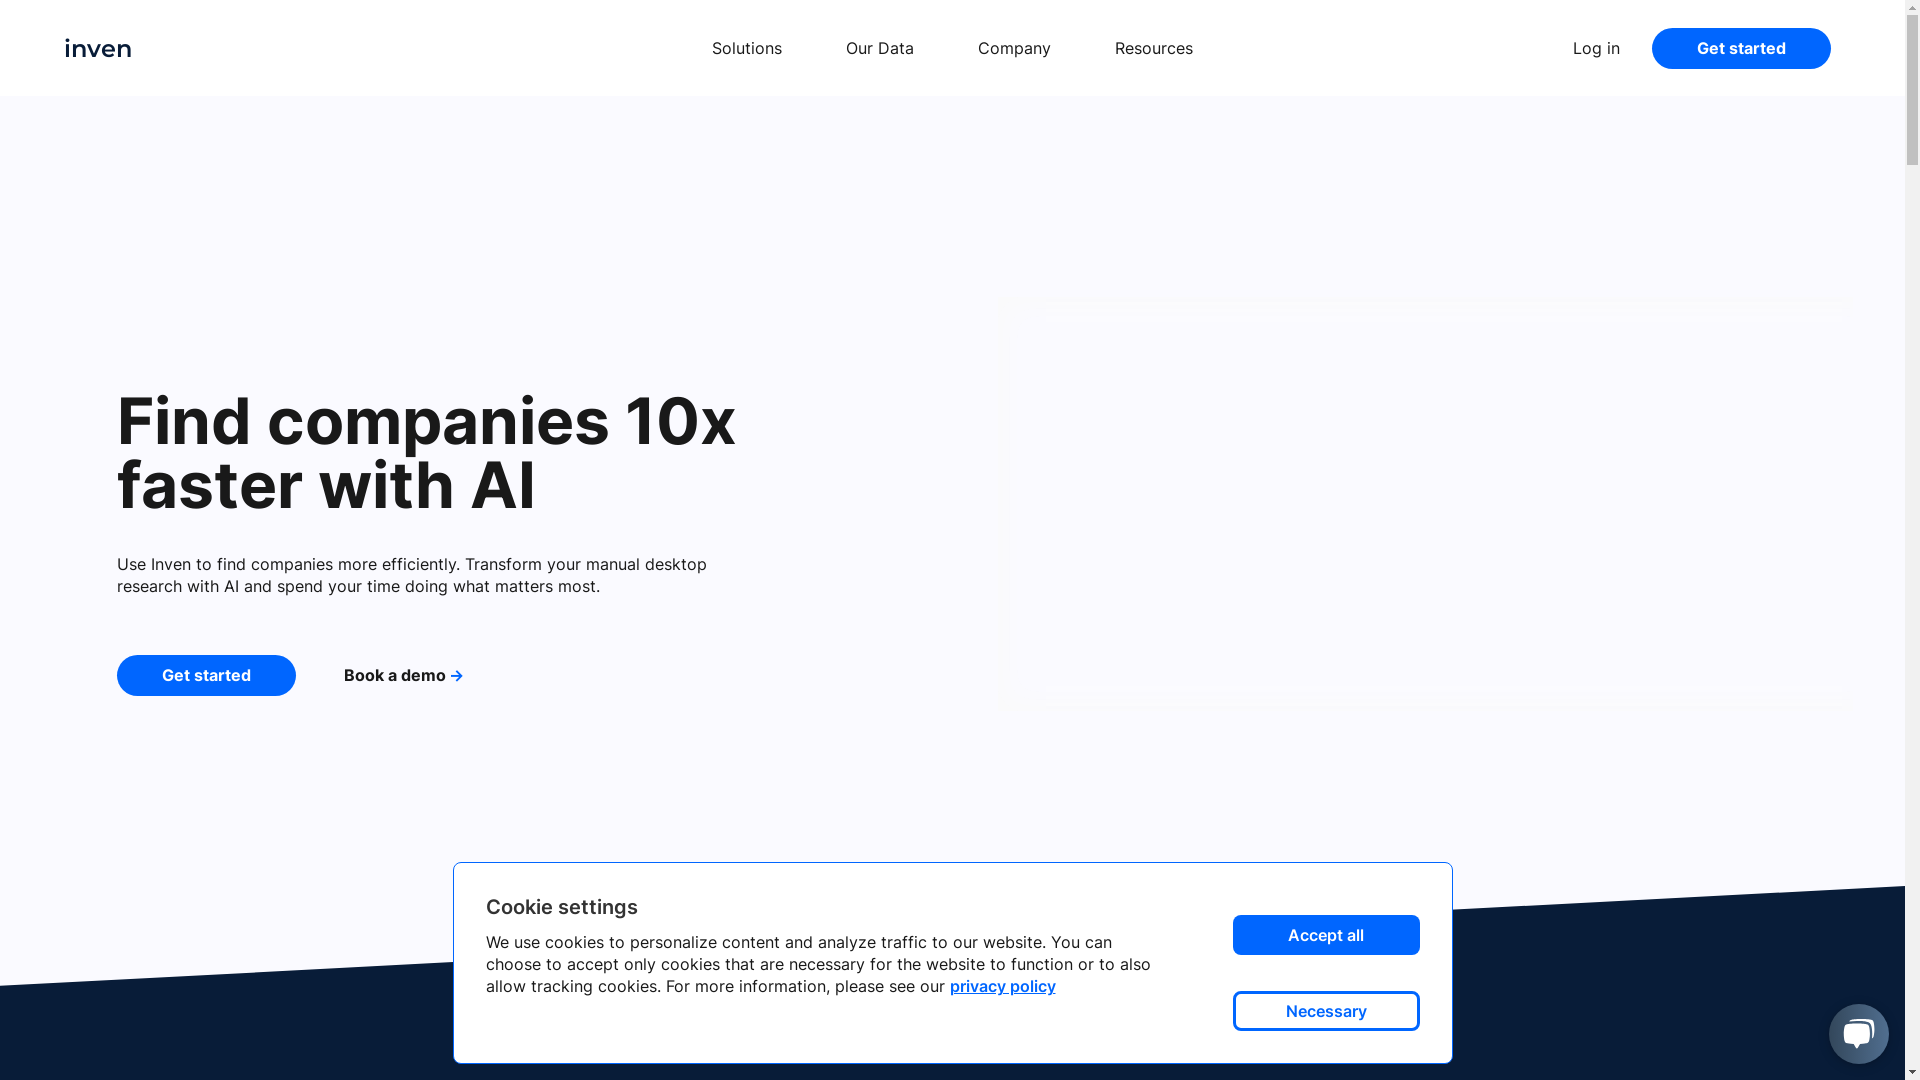 inven
Solutions
Our Data
Company
Resources
Log in
Get started
Find companies 10x
faster with AI
Use Inven to find companies more efficiently. Transform your manual desktop
research with AI and spend your time doing what matters most.
Get started
Book a demo →
Cookie settings
We use cookies to personalize content and analyze traffic to our website. You can
choose to accept only cookies that are necessary for the website to function or to also
allow tracking cookies. For more information, please see our privacy policy
Accept all
Necessary